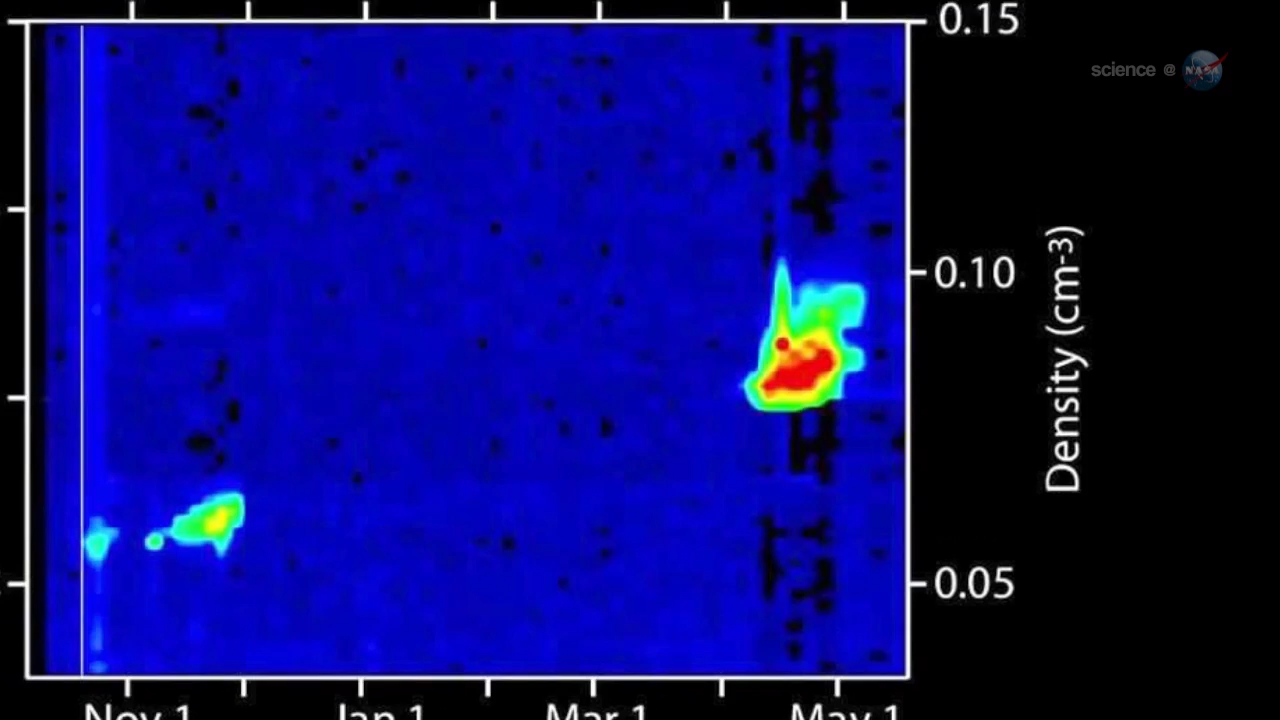 0.15
science @ NASA
0.10
Density (cm-3)
0.05
Nov 1 Jan 1 Mar 1 May 1